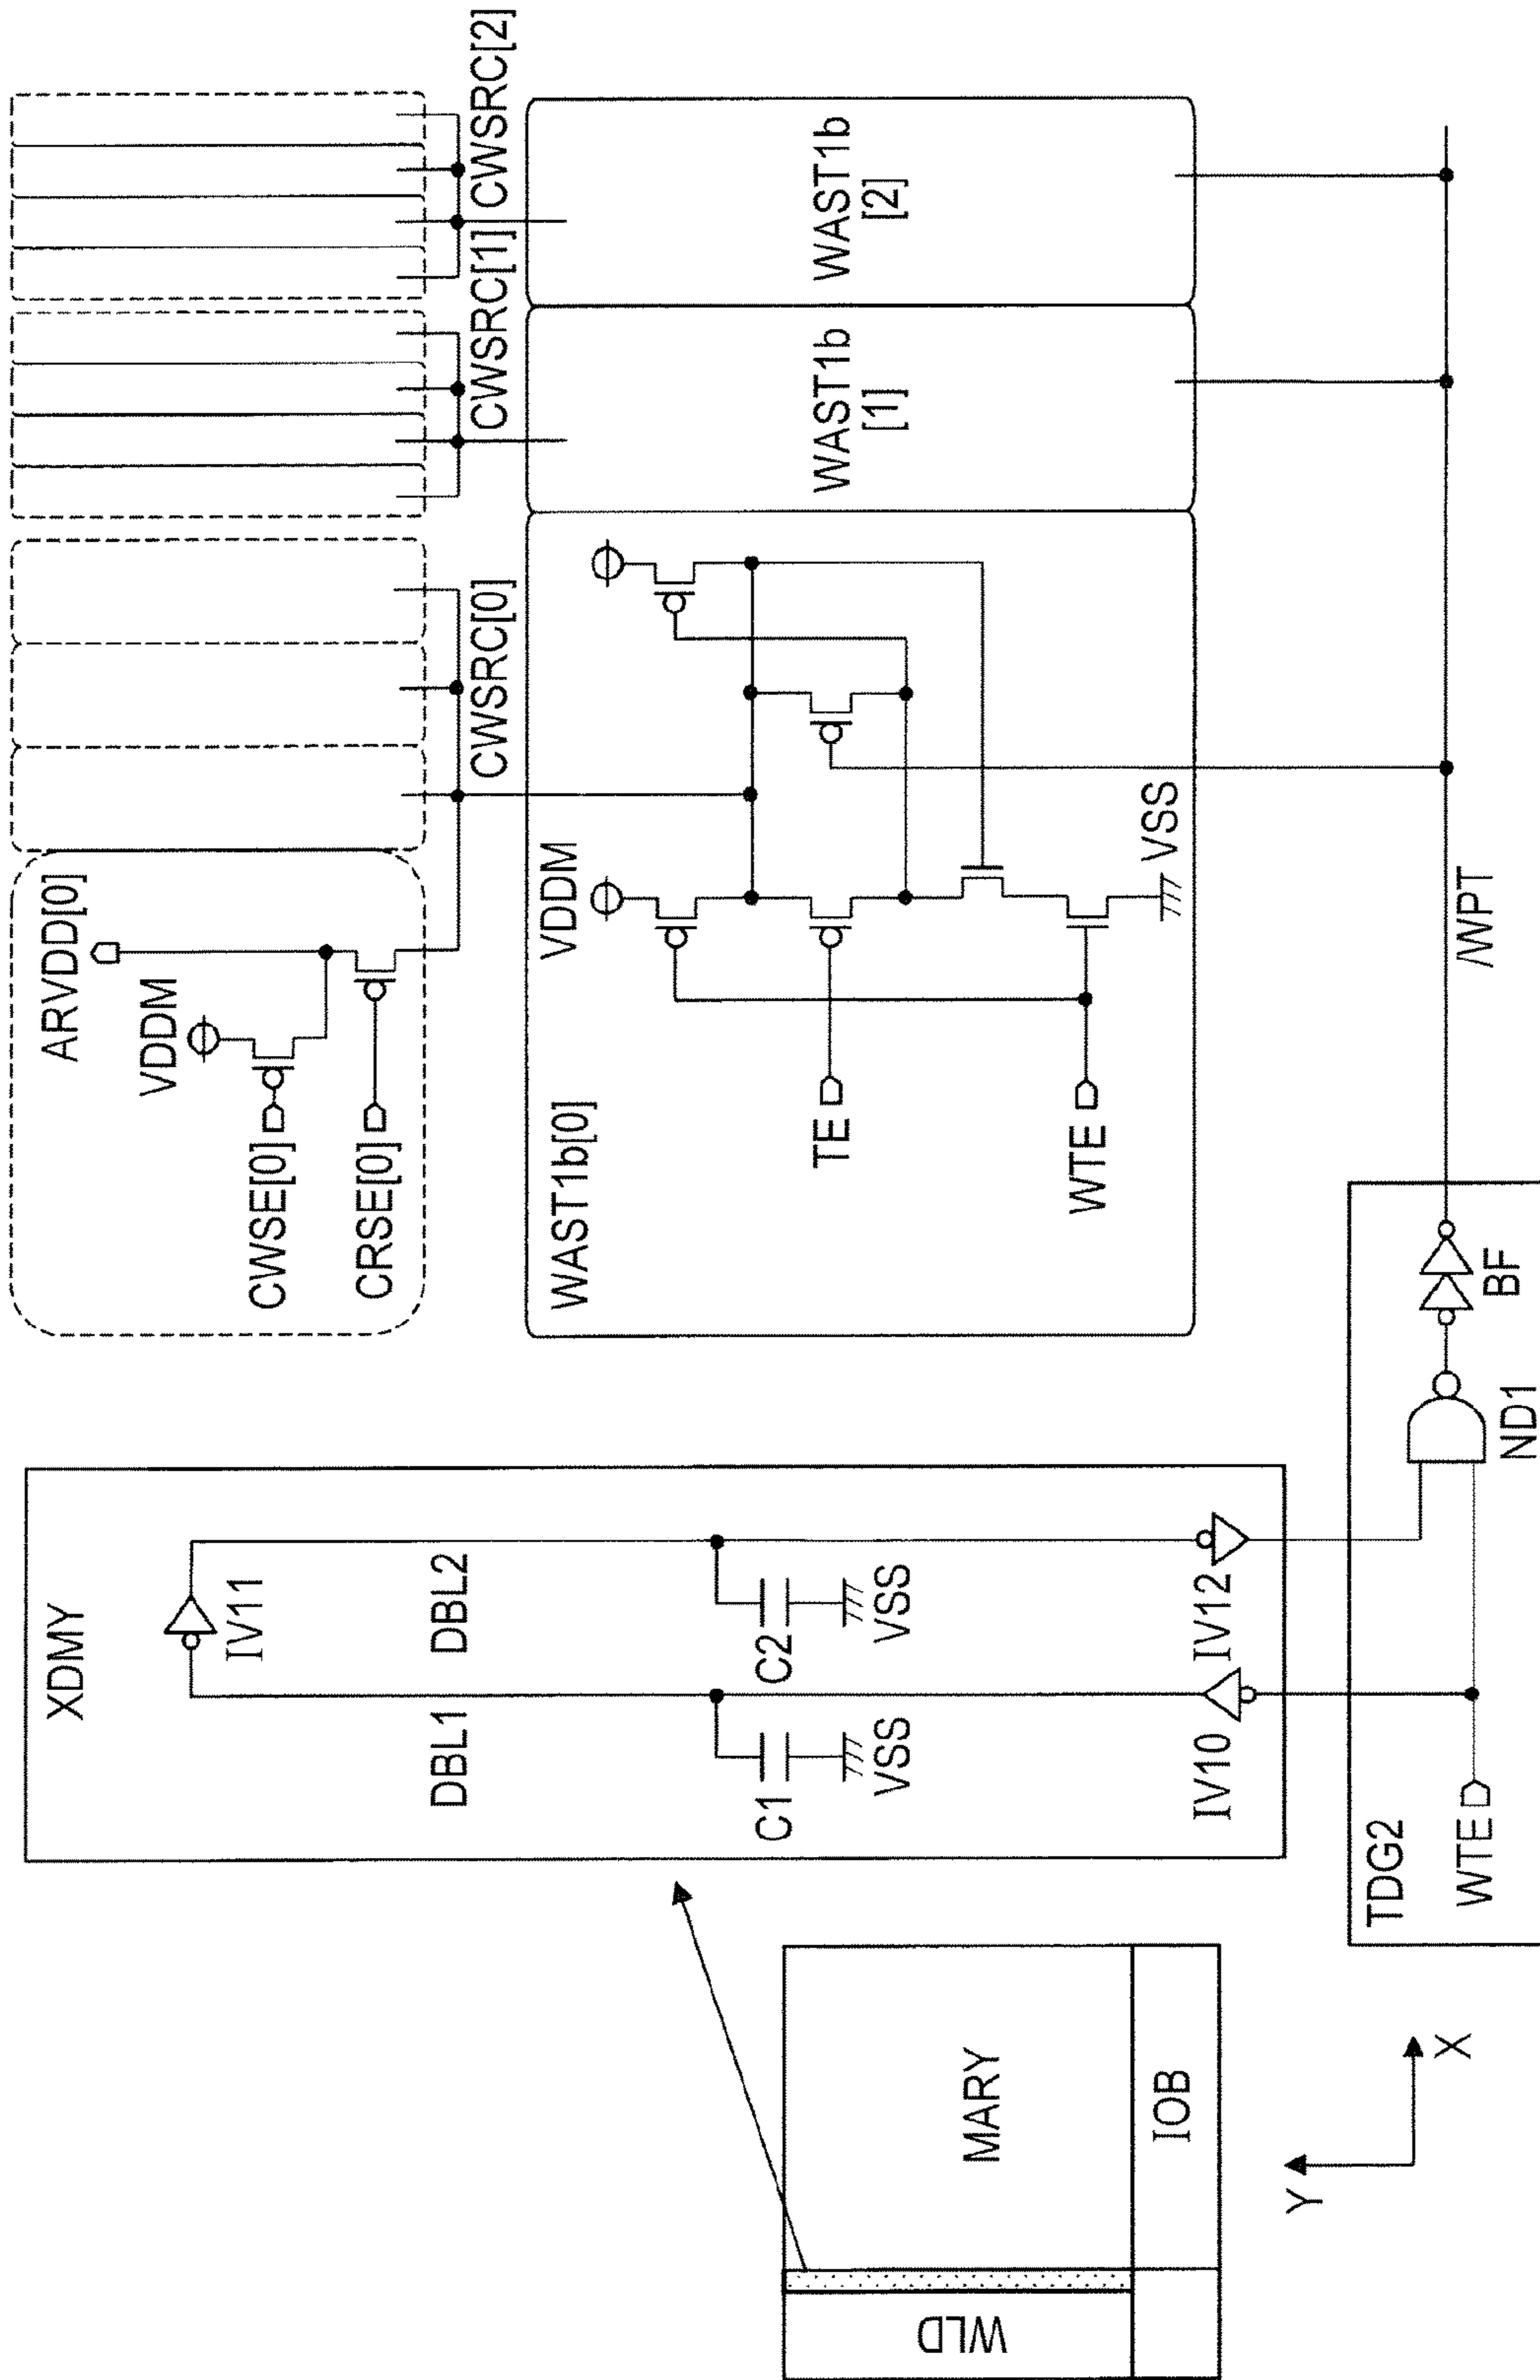 XDMY
IV11
DBL1
DBL2
C1
VSS
C2
VSS
IV10
IV12
TDG2
WTE
ND1
BF
/WPT
ARVDD[0]
VDDM
CWSE[0]
CRSE[0]
CWSRC[0]
CWSRC[1]
CWSRC[2]
WAST1b[0]
VDDM
TE
WTE
VSS
WAST1b
[1]
WAST1b
[2]
WLD
MARY
IOB
Y
X